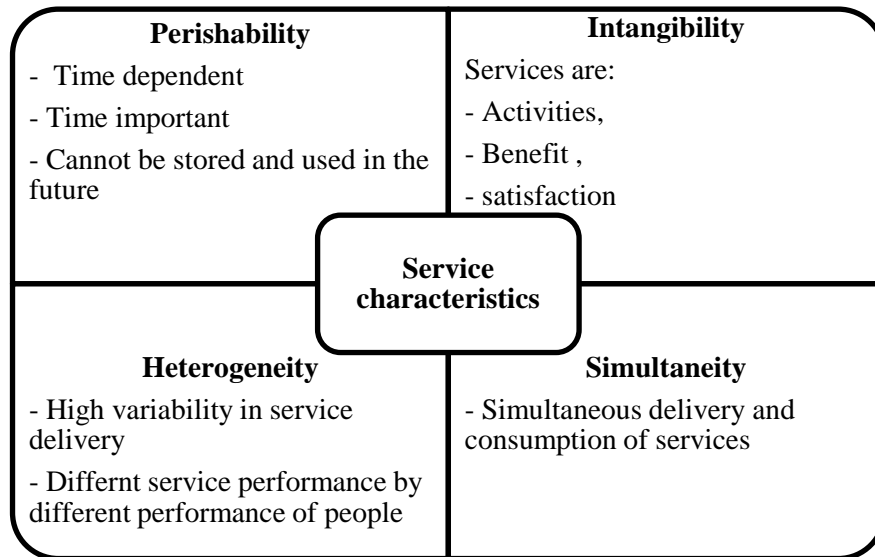 Perishability
- Time dependent
- Time important
- Cannot be stored and used in the
future
Intangibility
Services are:
- Activities,
- Benefit ,
- satisfaction
Service
characteristics
Heterogeneity
- High variability in service
delivery
- Differnt service performance by
different performance of people
Simultaneity
- Simultaneous delivery and
consumption of services